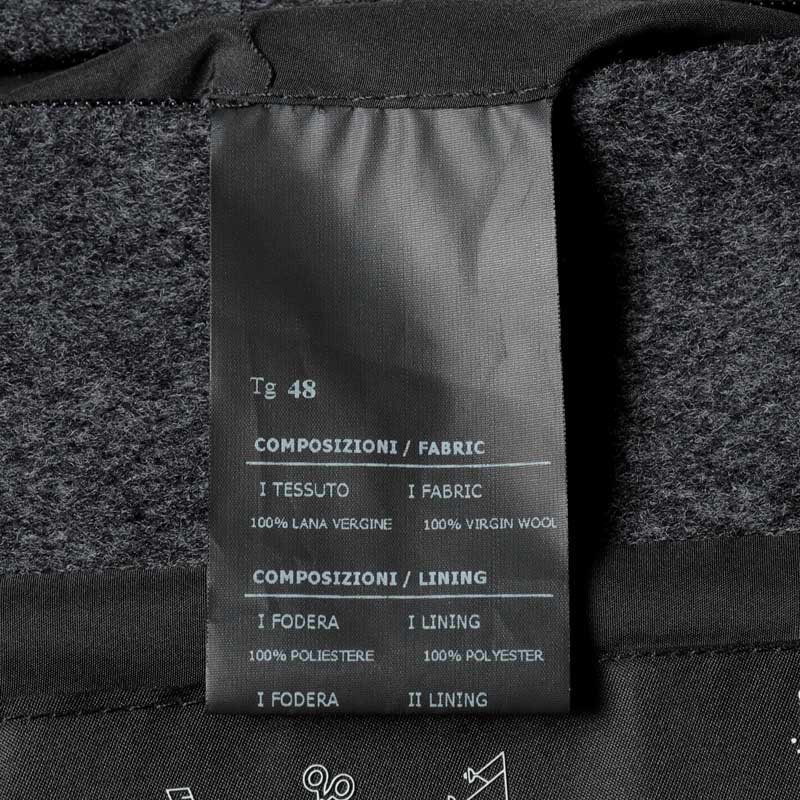 Tg 48
COMPOSIZIONI / FABRIC
I TESSUTO I FABRIC
100% LANA VERGINE 100% VIRGIN WOOL
COMPOSIZIONI / LINING
I FODERA I LINING
100% POLIESTERE 100% POLYESTER
I FODERA II LINING